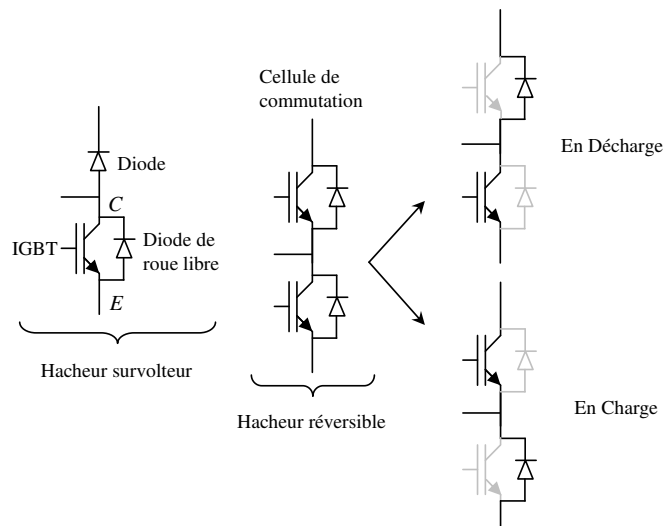 Cellule de
commutation
Diode
C
IGBT
Diode de
roue libre
E
Hacheur survolteur
Hacheur réversible
En Décharge
En Charge